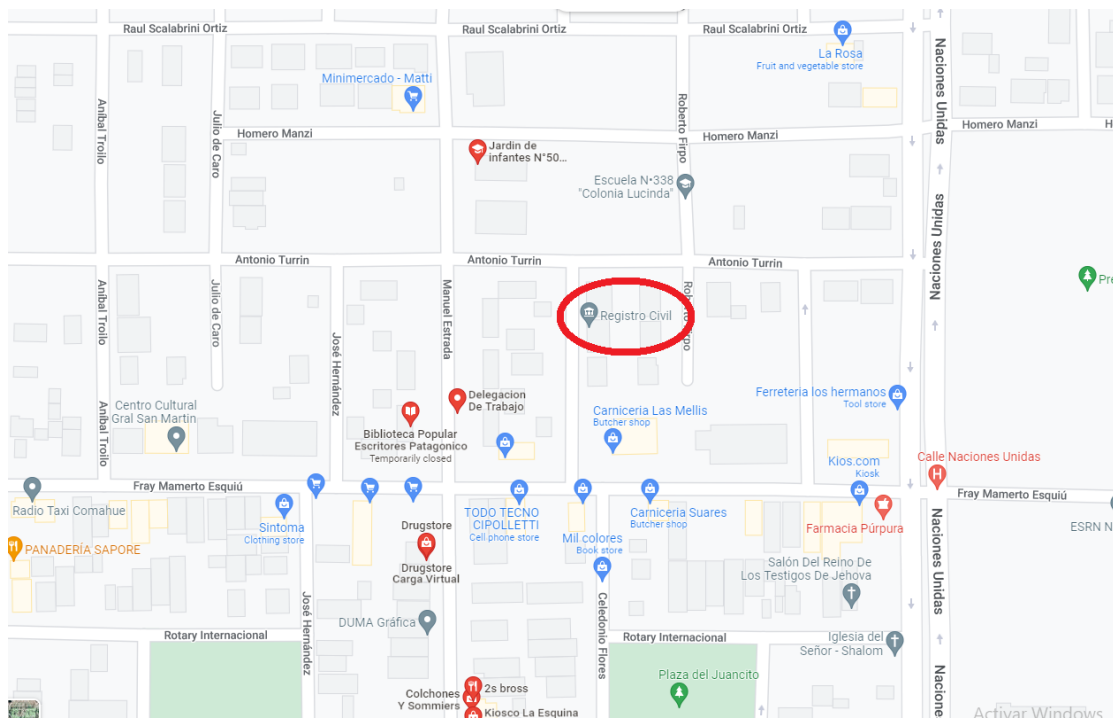 Raul Scalabrini Ortiz
Raul Scalabrini Ortiz
Raul Scalabrini Ortiz
La Rosa
Fruit and vegetable store
Naciones Unidas
Minimercado - Matti
Aníbal Troilo
Julio de Caro
Roberto Firpo
Homero Manzi
Homero Manzi
Homero Manzi
H
Jardin de
infantes N°50...
Escuela N•338
"Colonia Lucinda"
Naciones Unidas
Antonio Turrin
Antonio Turrin
Antonio Turrin
Pre
Aníbal Troilo
Julio de Caro
Manuel Estrada
Roberto Firpo
Registro Civil
José Hernández
Delegacion
De Trabajo
Ferreteria los hermanos
Tool store
Centro Cultural
Gral San Martin
Aníbal Troilo
Biblioteca Popular
Escritores Patagonico
Temporarily closed
Carniceria Las Mellis
Butcher shop
Kios.com
Kiosk
Calle Naciones Unidas
Fray Mamerto Esquiú
Fray Mamerto Esquiú
Radio Taxi Comahue
Sintoma
Clothing store
Drugstore
TODO TECNO
CIPOLLETTI
Cell phone store
Carniceria Suares
Butcher shop
Farmacia Púrpura
ESRN N
PANADERÍA SAPORE
Mil colores
Book store
Drugstore
Carga Virtual
Salón Del Reino De
Los Testigos De Jehova
Naciones Unidas
José Hernández
DUMA Gráfica
Celedonio Flores
Rotary Internacional
Rotary Internacional
Iglesia del
Señor - Shalom
Plaza del Juancito
Nacione
Colchones
Y Sommiers
2s bross
Kiosco La Esquina
Activar Windows